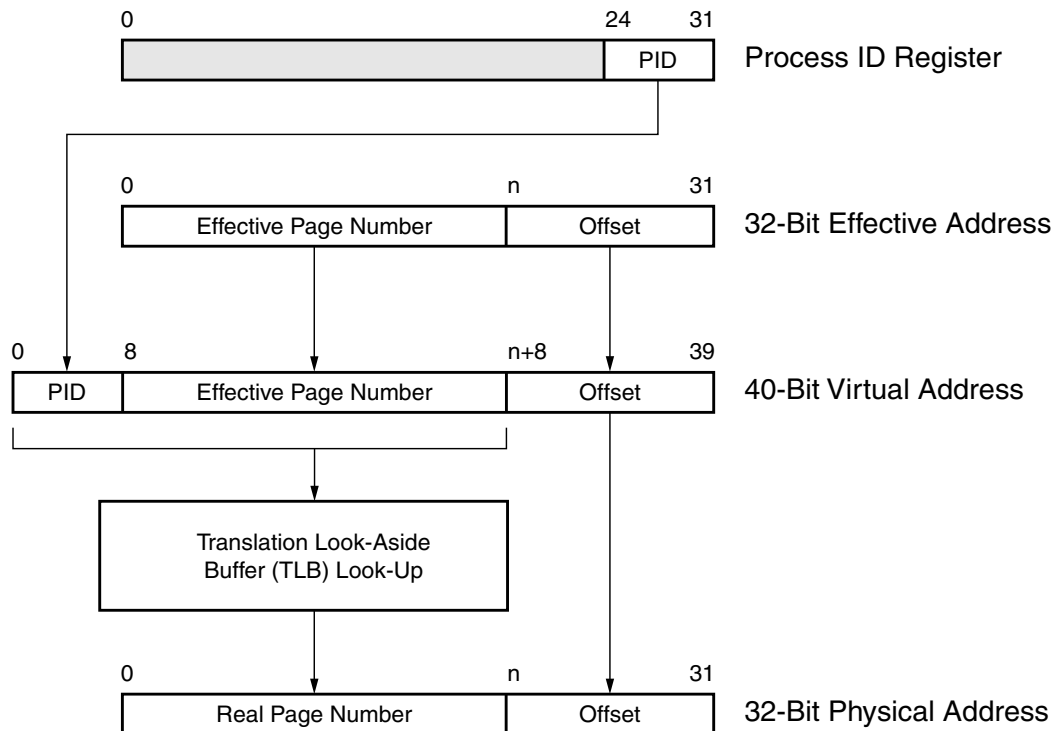 0 24 31
PID Process ID Register
0 n 31
Effective Page Number Offset 32-Bit Effective Address
0 8 n+8 39
PID Effective Page Number Offset 40-Bit Virtual Address
Translation Look-Aside
Buffer (TLB) Look-Up
0 n 31
Real Page Number Offset 32-Bit Physical Address